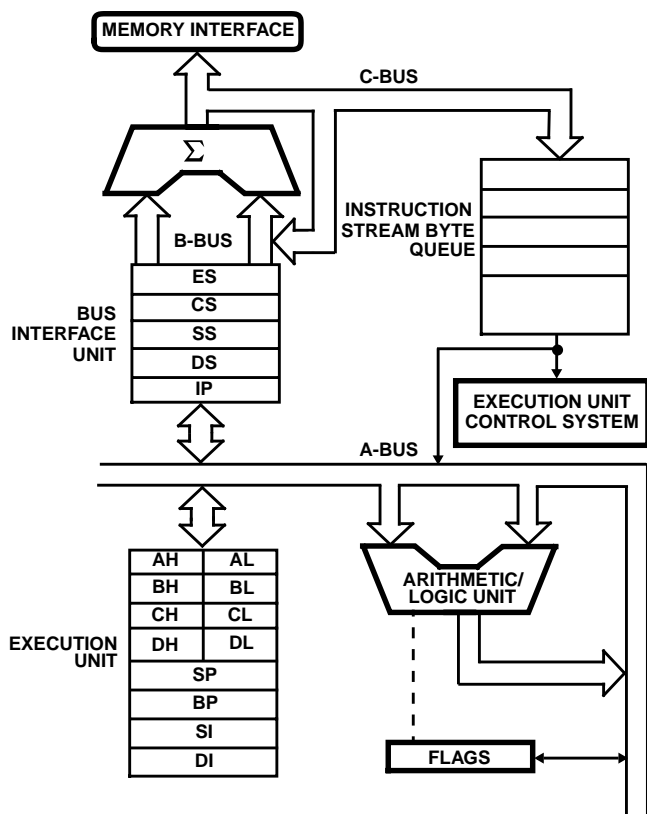 MEMORY INTERFACE
C-BUS
Σ
B-BUS
INSTRUCTION
STREAM BYTE
QUEUE
ES
CS
SS
DS
IP
BUS
INTERFACE
UNIT
EXECUTION UNIT
CONTROL SYSTEM
A-BUS
AH AL
BH BL
CH CL
DH DL
SP
BP
SI
DI
EXECUTION
UNIT
ARITHMETIC/
LOGIC UNIT
FLAGS